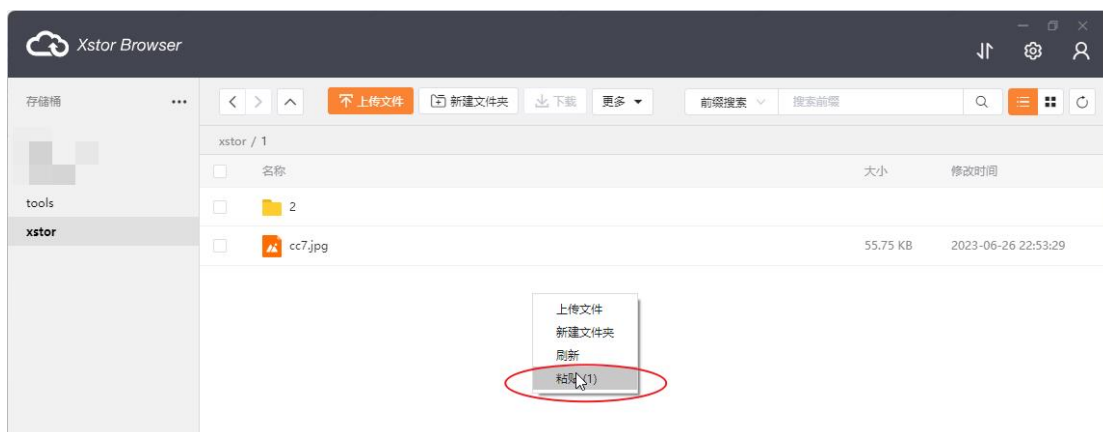 Xstor Browser
存储桶 •••
上传文件 新建文件夹 下载 更多 前缀搜索 搜索前缀
xstor / 1
名称 大小 修改时间
tools
2
xstor
cc7.jpg 55.75 KB 2023-06-26 22:53:29
上传文件
新建文件夹
刷新
粘贴 (1)